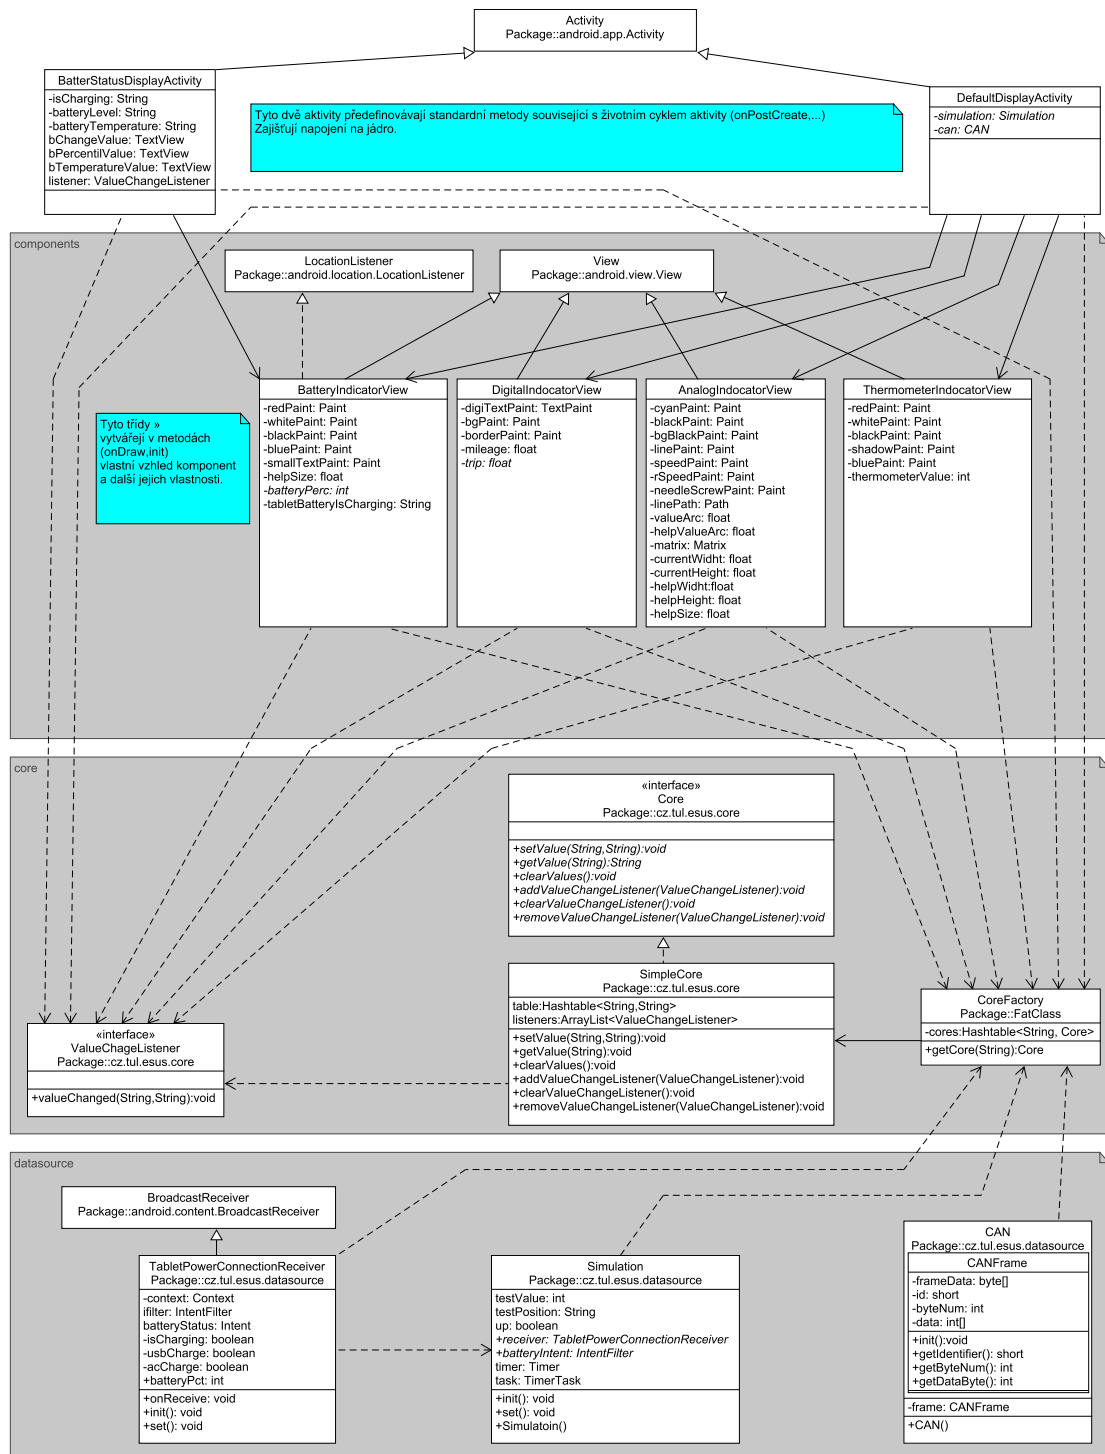 Activity
Package::android.app.Activity
BatterStatusDisplayActivity
-isCharging: String
-batteryLevel: String
-batteryTemperature: String
bChangeValue: TextView
bPercentilValue: TextView
bTemperatureValue: TextView
listener: ValueChangeListener
Tyto dvě aktivity předefinovávají standardní metody související s životním cyklem aktivity (onPostCreate,...)
Zajišťují napojení na jádro.
DefaultDisplayActivity
-simulation: Simulation
-can: CAN
components
LocationListener
Package::android.location.LocationListener
View
Package::android.view.View
Tyto třídy »
vytvářejí v metodách
(onDraw,init)
vlastní vzhled komponent
a další jejich vlastnosti.
BatteryIndicatorView
-redPaint: Paint
-whitePaint: Paint
-blackPaint: Paint
-bluePaint: Paint
-smallTextPaint: Paint
-helpSize: float
-batteryPerc: int
-tabletBatteryIsCharging: String
DigitalIndocatorView
-digiTextPaint: TextPaint
-bgPaint: Paint
-borderPaint: Paint
-mileage: float
-trip: float
AnalogIndocatorView
-cyanPaint: Paint
-blackPaint: Paint
-bgBlackPaint: Paint
-linePaint: Paint
-speedPaint: Paint
-rSpeedPaint: Paint
-needleScrewPaint: Paint
-linePath: Path
-valueArc: float
-helpValueArc: float
-matrix: Matrix
-currentWidht: float
-currentHeight: float
-helpWidht:float
-helpHeight: float
-helpSize: float
ThermometerIndocatorView
-redPaint: Paint
-whitePaint: Paint
-blackPaint: Paint
-shadowPaint: Paint
-bluePaint: Paint
-thermometerValue: int
core
«interface»
Core
Package::cz.tul.esus.core
+setValue(String,String):void
+getValue(String):String
+clearValues():void
+addValueChangeListener(ValueChangeListener):void
+clearValueChangeListener():void
+removeValueChangeListener(ValueChangeListener):void
SimpleCore
Package::cz.tul.esus.core
table:Hashtable<String,String>
listeners:ArrayList<ValueChangeListener>
+setValue(String,String):void
+getValue(String):void
+clearValues():void
+addValueChangeListener(ValueChangeListener):void
+clearValueChangeListener():void
+removeValueChangeListener(ValueChangeListener):void
CoreFactory
Package::FatClass
-cores:Hashtable<String, Core>
+getCore(String):Core
«interface»
ValueChageListener
Package::cz.tul.esus.core
+valueChanged(String,String):void
datasource
BroadcastReceiver
Package::android.content.BroadcastReceiver
TabletPowerConnectionReceiver
Package::cz.tul.esus.datasource
-context: Context
ifilter: IntentFilter
batteryStatus: Intent
-isCharging: boolean
-usbCharge: boolean
-acCharge: boolean
+batteryPct: int
+onReceive: void
+init(): void
+set(): void
Simulation
Package::cz.tul.esus.datasource
testValue: int
testPosition: String
up: boolean
+receiver: TabletPowerConnectionReceiver
+batteryIntent: IntentFilter
timer: Timer
task: TimerTask
+init(): void
+set(): void
+Simulatoin()
CAN
Package::cz.tul.esus.datasource
CANFrame
-frameData: byte[]
-id: short
-byteNum: int
-data: int[]
+init():void
+getIdentifier(): short
+getByteNum(): int
+getDataByte(): int
-frame: CANFrame
+CAN()